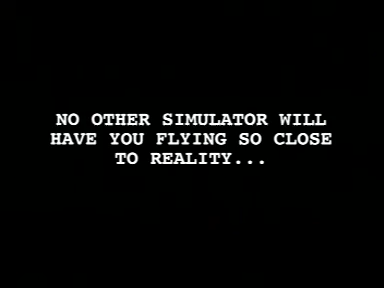 NO OTHER SIMULATOR WILL
HAVE YOU FLYING SO CLOSE
TO REALITY...